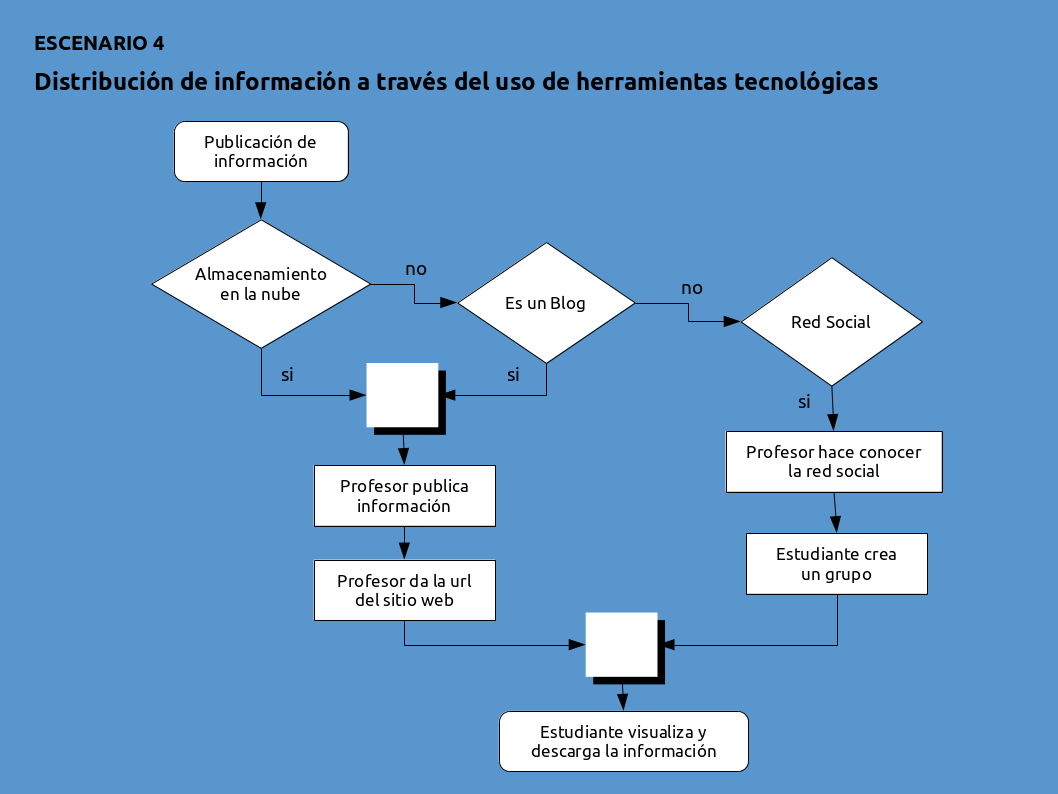 ESCENARIO 4
Distribución de información a través del uso de herramientas tecnológicas
Publicación de
información
Almacenamiento
en la nube
no
Es un Blog
no
Red Social
si
si
si
Profesor hace conocer
la red social
Profesor publica
información
Estudiante crea
un grupo
Profesor da la url
del sitio web
Estudiante visualiza y
descarga la información